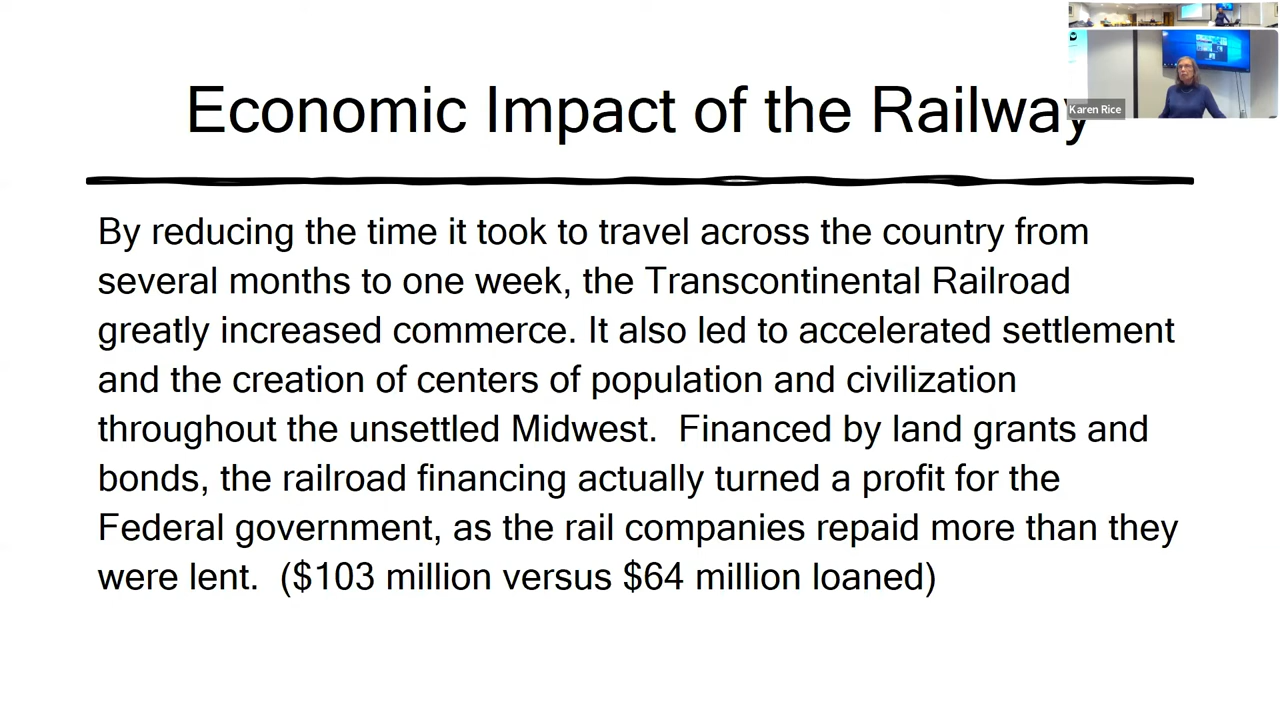 Economic Impact of the Railway
Karen Rice
By reducing the time it took to travel across the country from
several months to one week, the Transcontinental Railroad
greatly increased commerce. It also led to accelerated settlement
and the creation of centers of population and civilization
throughout the unsettled Midwest.  Financed by land grants and
bonds, the railroad financing actually turned a profit for the
Federal government, as the rail companies repaid more than they
were lent.  ($103 million versus $64 million loaned)